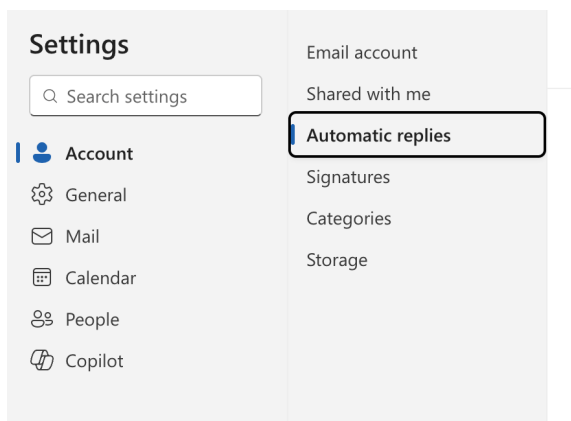 Settings
Search settings
Account
General
Mail
Calendar
People
Copilot
Email account
Shared with me
Automatic replies
Signatures
Categories
Storage